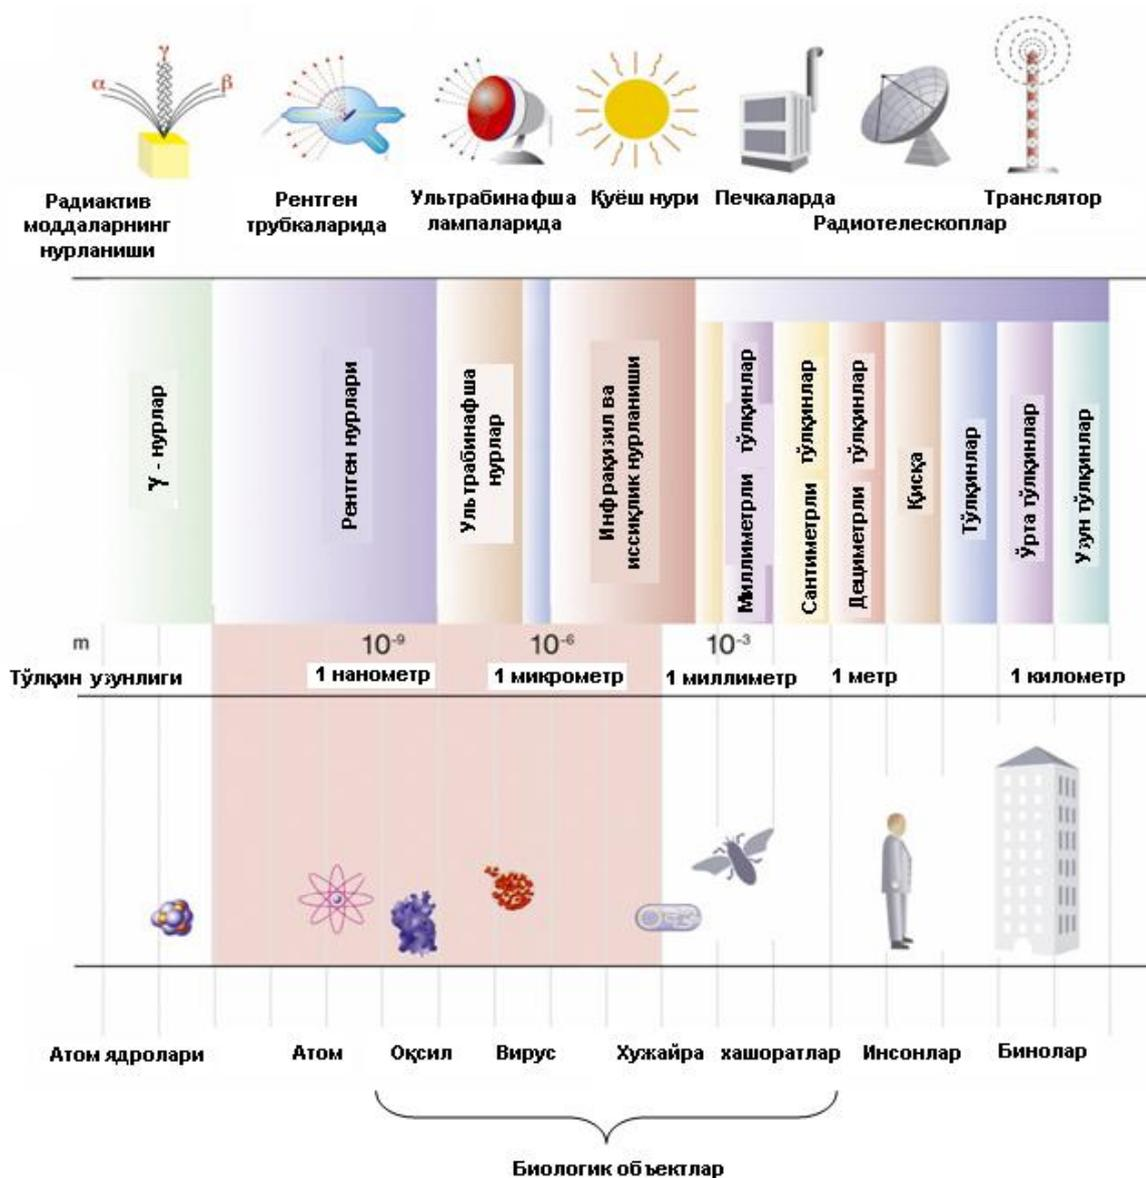 α γ β
Радиактив
моддаларнинг
нурланиши
Рентген
трубкаларида
Ультрабинафша
лампаларида
Қуёш нури
Печкаларда
Радиотелескоплар
Транслятор
γ - нурлар
Рентген нурлари
Ультрабинафша
нурлар
Инфрақизил ва
иссиқлик нурланиши
Миллиметрли тўлқинлар
Сантиметрли тўлқинлар
Дециметрли тўлқинлар
Қисқа
Тўлқинлар
Ўрта тўлқинлар
Узун тўлқинлар
m 10⁻⁹ 10⁻⁶ 10⁻³
Тўлқин узунлиги 1 нанометр 1 микрометр 1 миллиметр 1 метр 1 километр
Атом ядролари Атом Оқсил Вирус Хужайра хашоратлар Инсонлар Бинолар
Биологик объектлар